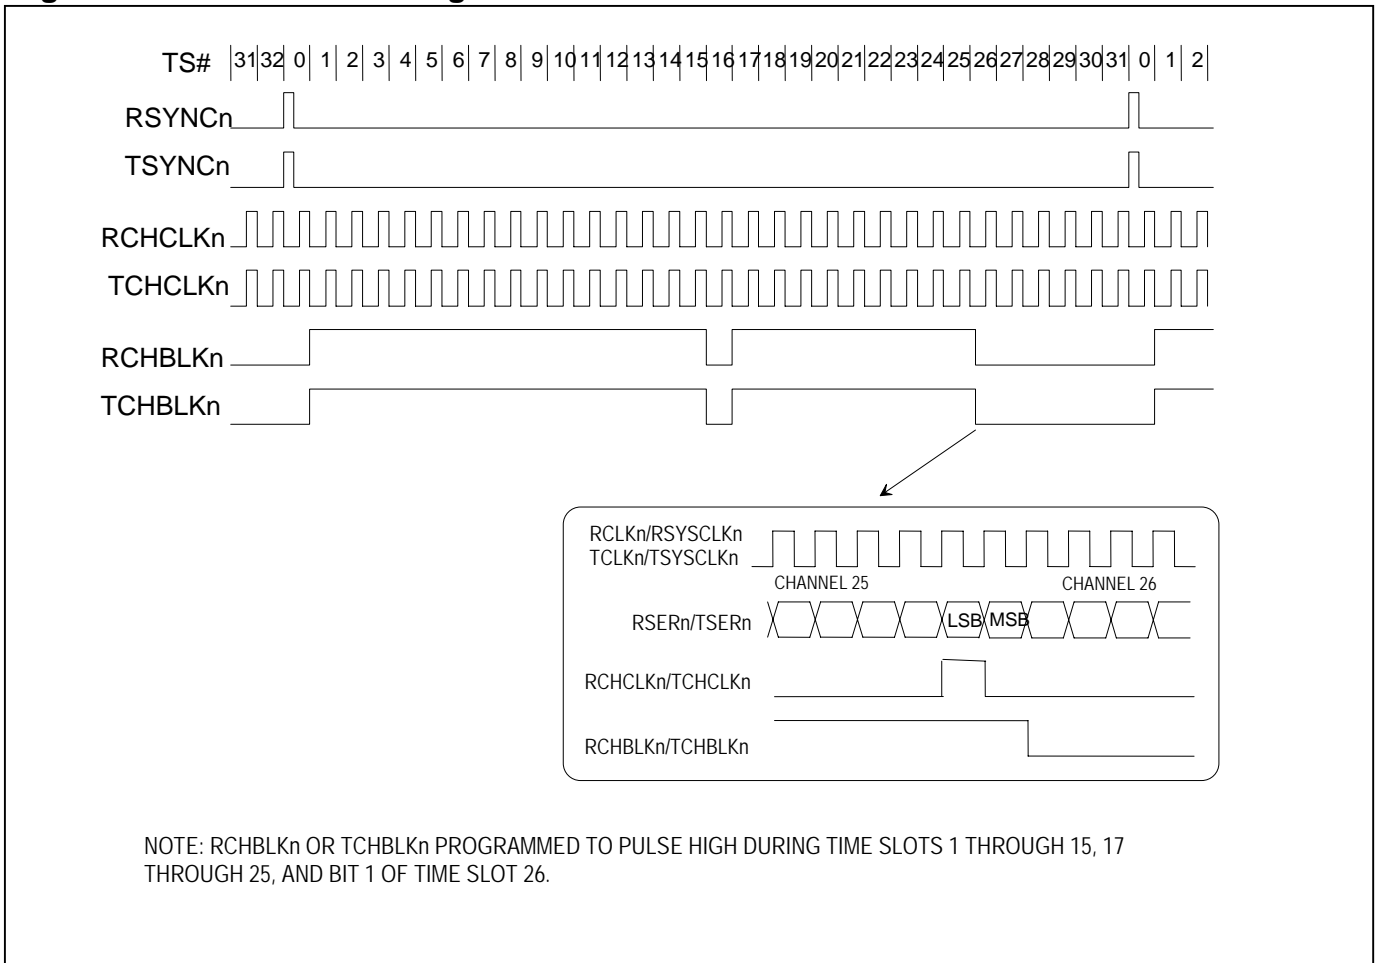 TS# 31 32 0 1 2 3 4 5 6 7 8 9 10 11 12 13 14 15 16 17 18 19 20 21 22 23 24 25 26 27 28 29 30 31 0 1 2
RSYNCn
TSYNCn
RCHCLKn
TCHCLKn
RCHBLKn
TCHBLKn
RCLKn/RSYSCLKn
TCLKn/TSYSCLKn
CHANNEL 25 CHANNEL 26
RSERn/TSERn LSB MSB
RCHCLKn/TCHCLKn
RCHBLKn/TCHBLKn
NOTE: RCHBLKn OR TCHBLKn PROGRAMMED TO PULSE HIGH DURING TIME SLOTS 1 THROUGH 15, 17
THROUGH 25, AND BIT 1 OF TIME SLOT 26.